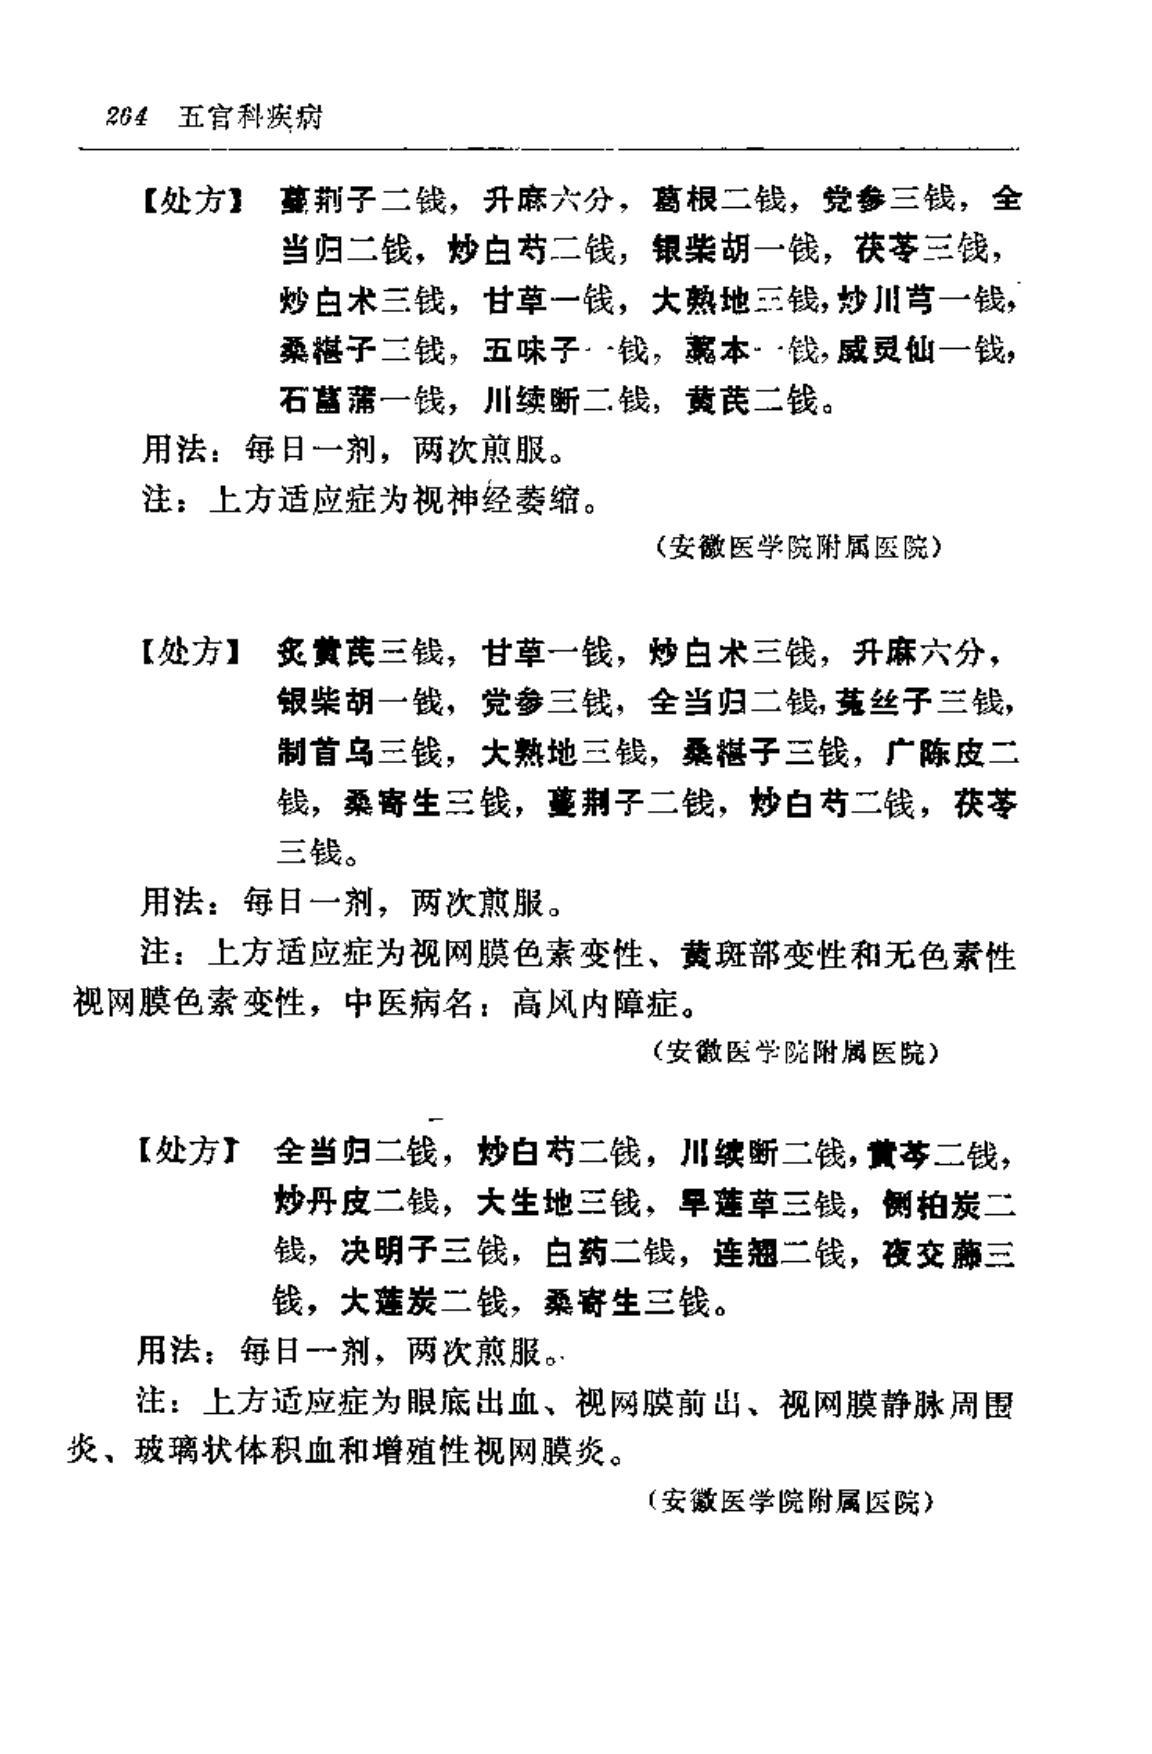 264 五官科疾病
【处方】 蔓荆子二钱，升麻六分，葛根二钱，党参三钱，全
当归二钱，炒白芍二钱，银柴胡一钱，茯苓三钱，
炒白术三钱，甘草一钱，大熟地三钱，炒川芎一钱，
桑椹子二钱，五味子一钱，藁本一钱，威灵仙一钱，
石菖蒲一钱，川续断二钱，黄芪二钱。
用法：每日一剂，两次煎服。
注：上方适应症为视神经萎缩。
（安徽医学院附属医院）
【处方】 炙黄芪三钱，甘草一钱，炒白术三钱，升麻六分，
银柴胡一钱，党参三钱，全当归二钱，菟丝子三钱，
制首乌三钱，大熟地三钱，桑椹子三钱，广陈皮二
钱，桑寄生三钱，蔓荆子二钱，炒白芍二钱，茯苓
三钱。
用法：每日一剂，两次煎服。
注：上方适应症为视网膜色素变性、黄斑部变性和无色素性
视网膜色素变性，中医病名：高风内障症。
（安徽医学院附属医院）
【处方】 全当归二钱，炒白芍二钱，川续断二钱，黄芩二钱，
炒丹皮二钱，大生地三钱，旱莲草三钱，侧柏炭二
钱，决明子三钱，白药二钱，连翘二钱，夜交藤三
钱，大莲炭二钱，桑寄生三钱。
用法：每日一剂，两次煎服。
注：上方适应症为眼底出血、视网膜前出、视网膜静脉周围
炎、玻璃状体积血和增殖性视网膜炎。
（安徽医学院附属医院）